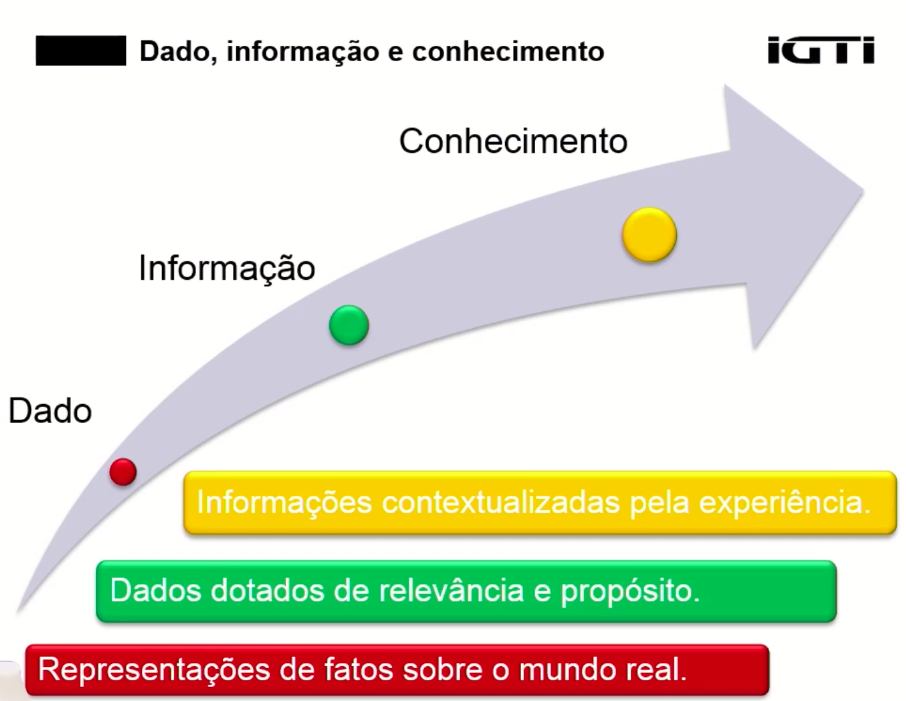 Dado, informação e conhecimento
iGTi
Conhecimento
Informação
Dado
Informações contextualizadas pela experiência.
Dados dotados de relevância e propósito.
Representações de fatos sobre o mundo real.